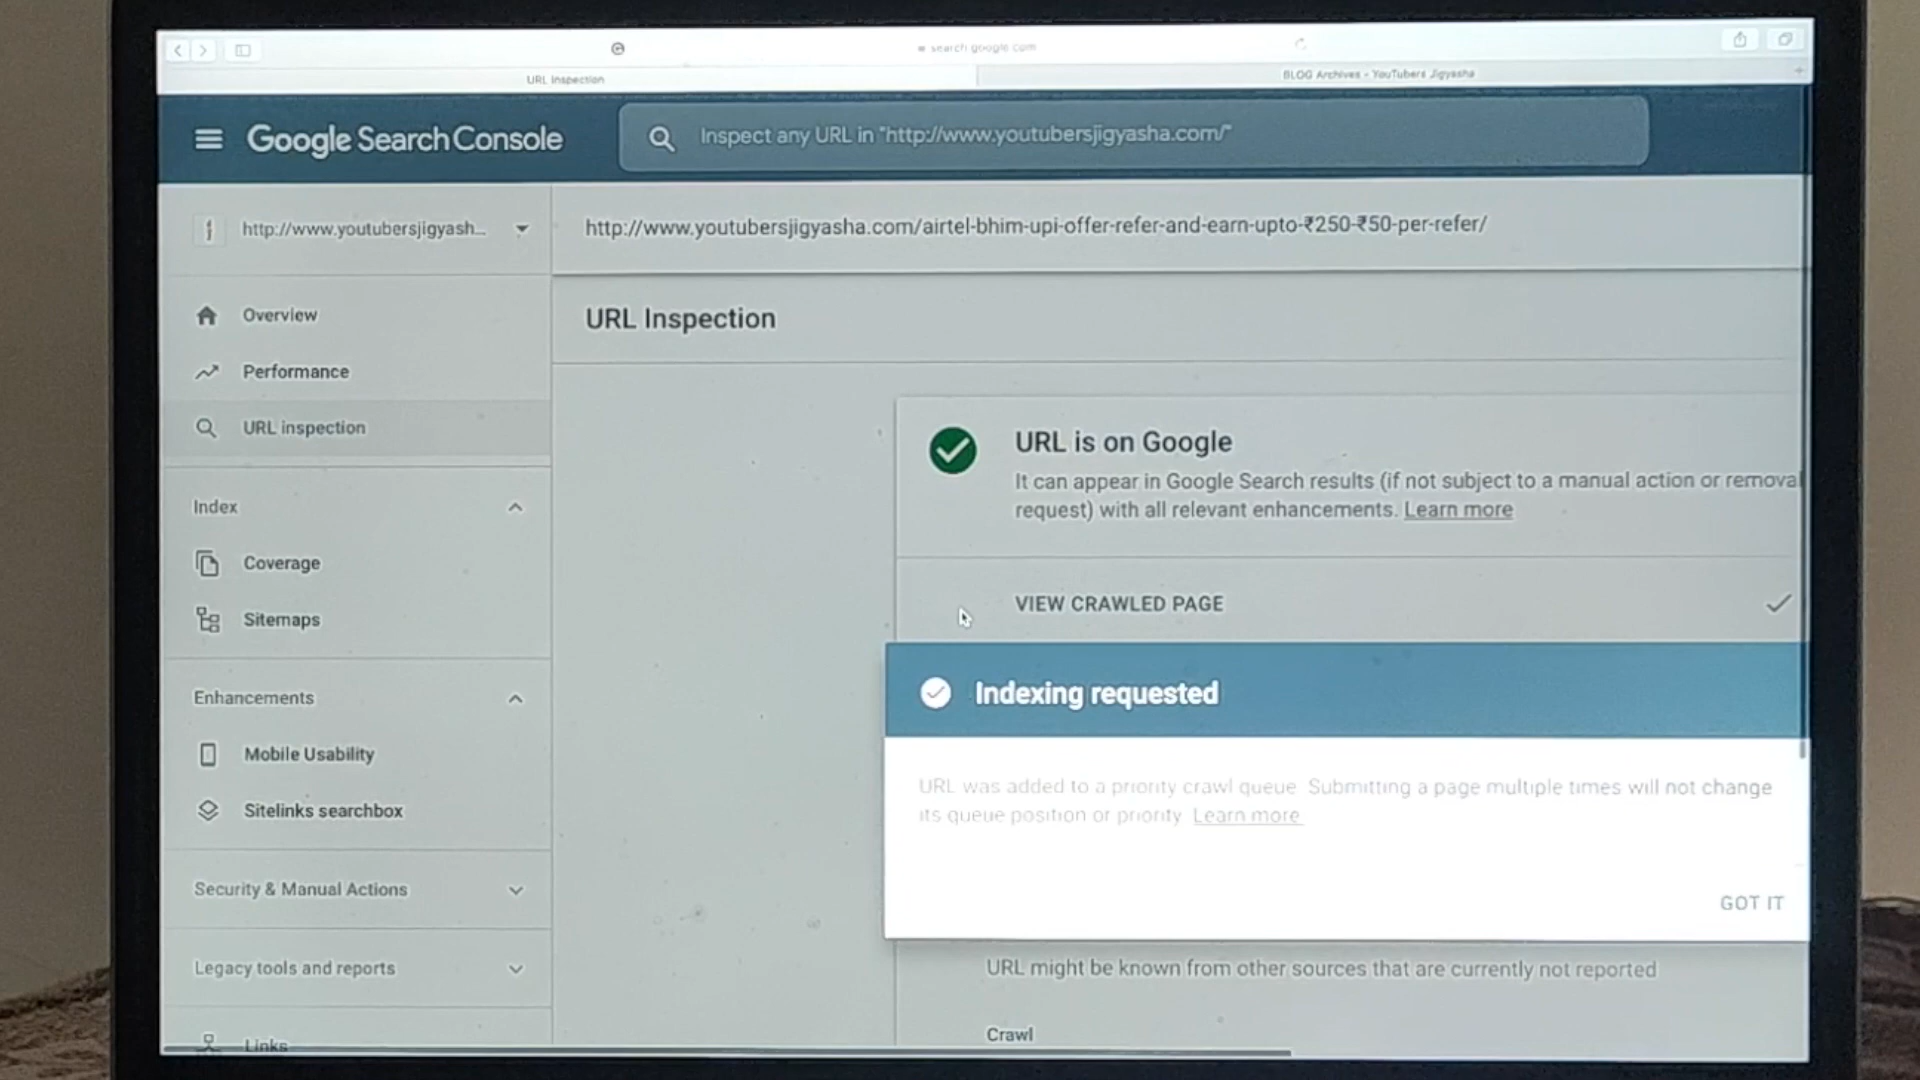 search.google.com
URL Inspection
BLOG Archives - YouTubers Jigyasha
Google Search Console
Inspect any URL in "http://www.youtubersjigyasha.com/"
http://www.youtubersjigyash...
http://www.youtubersjigyasha.com/airtel-bhim-upi-offer-refer-and-earn-upto-₹250-₹50-per-refer/
Overview
Performance
URL inspection
Index
Coverage
Sitemaps
Enhancements
Mobile Usability
Sitelinks searchbox
Security & Manual Actions
Legacy tools and reports
Links
URL Inspection
URL is on Google
It can appear in Google Search results (if not subject to a manual action or removal
request) with all relevant enhancements. Learn more
VIEW CRAWLED PAGE
Indexing requested
URL was added to a priority crawl queue. Submitting a page multiple times will not change
its queue position or priority. Learn more
GOT IT
URL might be known from other sources that are currently not reported
Crawl